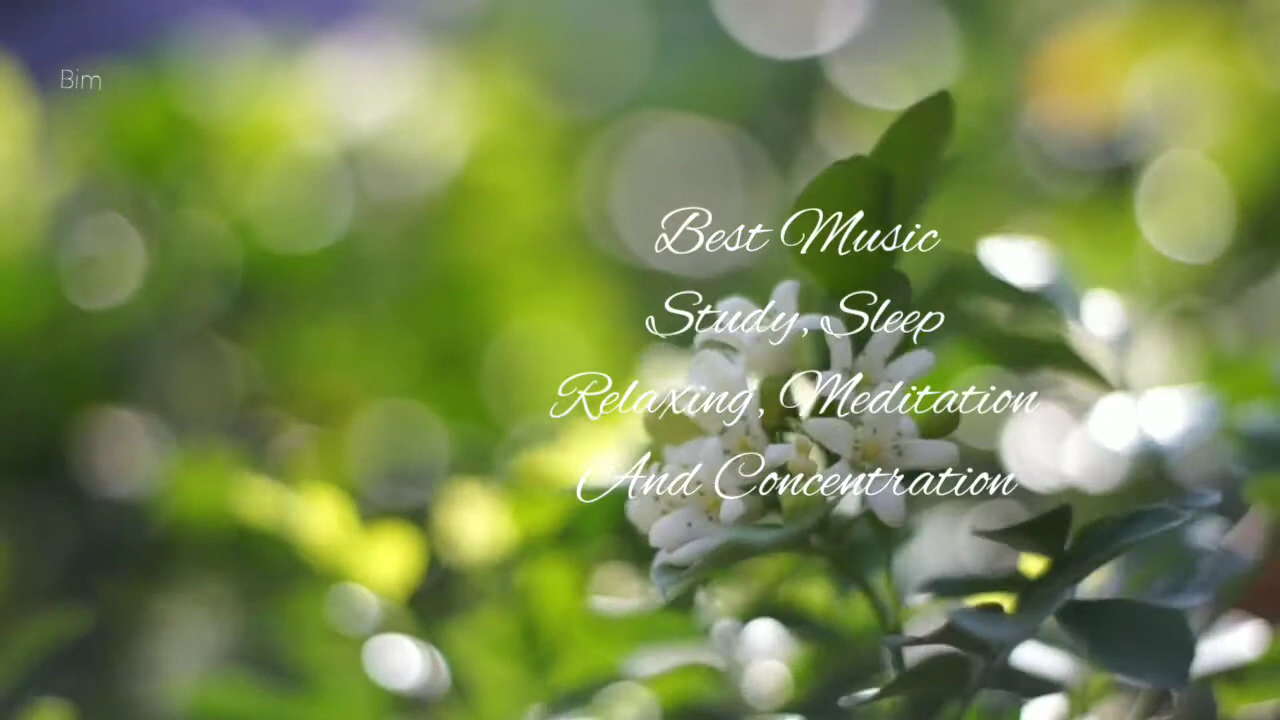 Bim
Best Music
Study, Sleep
Relaxing, Meditation
And Concentration